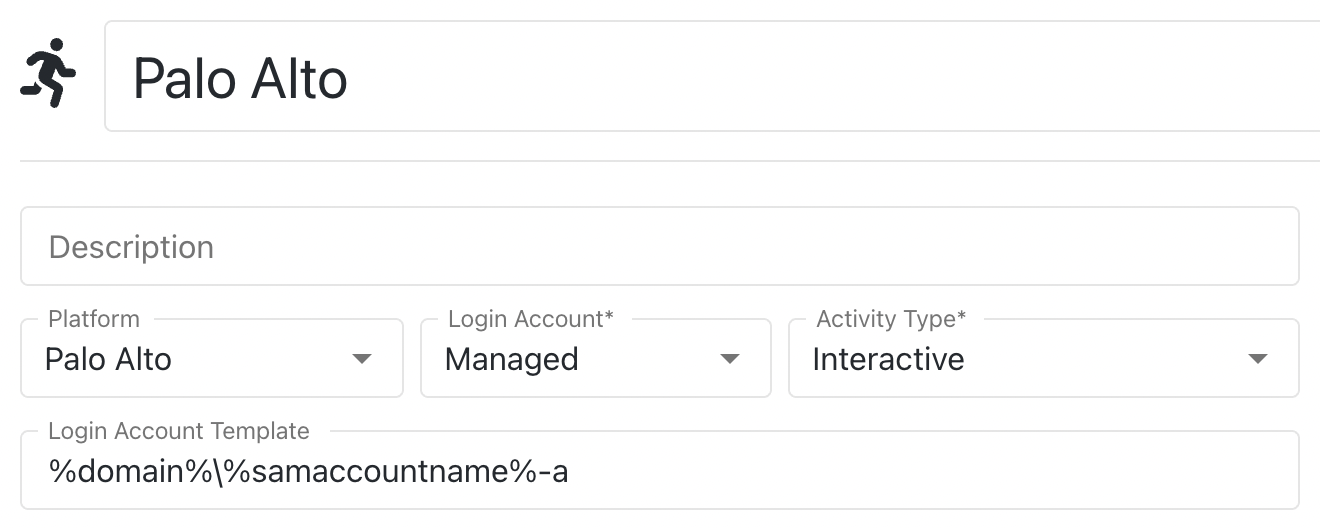 Palo Alto
Description
Platform
Palo Alto
Login Account*
Managed
Activity Type*
Interactive
Login Account Template
%domain%\%samaccountname%-a